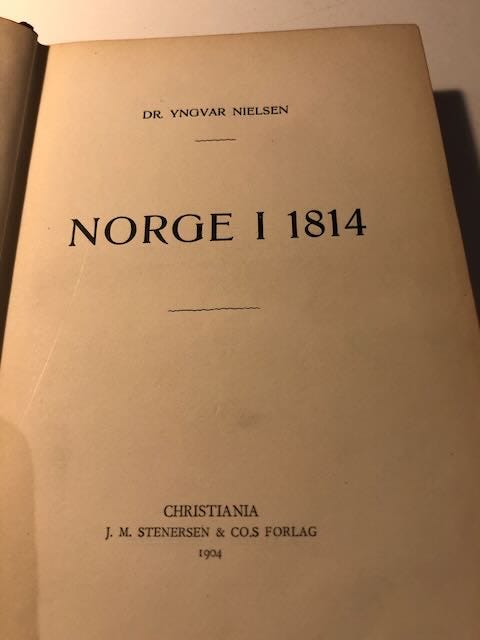 DR. YNGVAR NIELSEN
NORGE I 1814
CHRISTIANIA
J. M. STENERSEN & CO.S FORLAG
1904